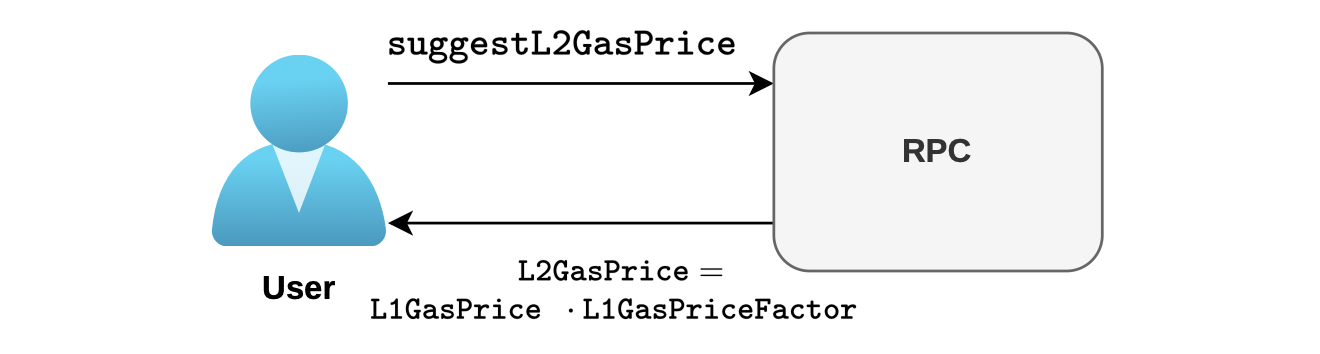 suggestL2GasPrice
RPC
User
L2GasPrice =
L1GasPrice · L1GasPriceFactor